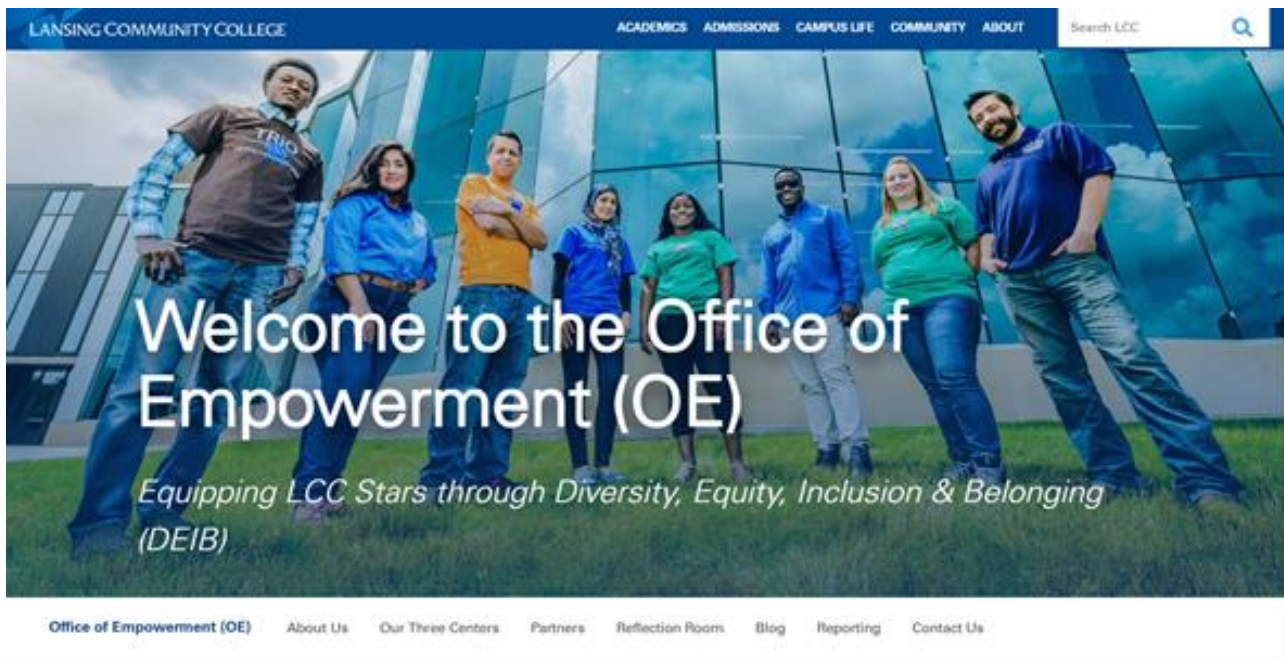 LANSING COMMUNITY COLLEGE
ACADEMICS ADMISSIONS CAMPUS LIFE COMMUNITY ABOUT Search LCC
TRIO
Welcome to the Office of
Empowerment (OE)
Equipping LCC Stars through Diversity, Equity, Inclusion & Belonging
(DEIB)
Office of Empowerment (OE) About Us Our Three Centers Partners Reflection Room Blog Reporting Contact Us